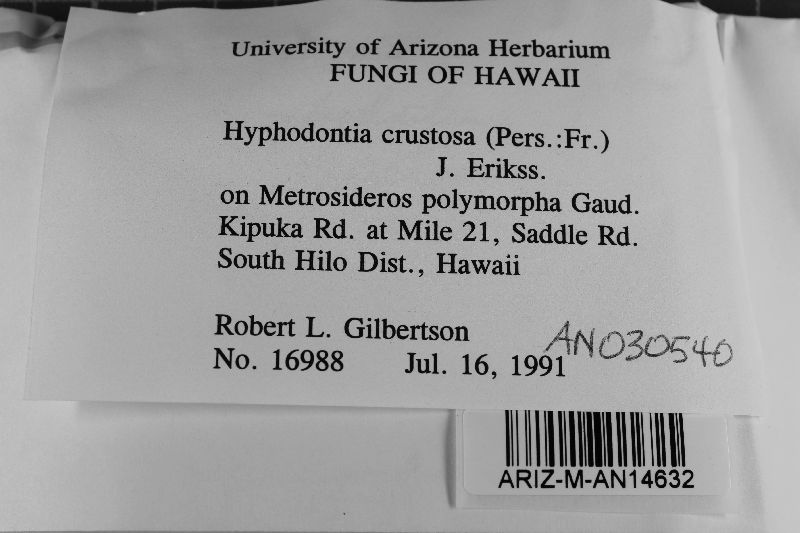 University of Arizona Herbarium
FUNGI OF HAWAII
Hyphodontia crustosa (Pers.:Fr.)
J. Erikss.
on Metrosideros polymorpha Gaud.
Kipuka Rd. at Mile 21, Saddle Rd.
South Hilo Dist., Hawaii
Robert L. Gilbertson
AN030540
No. 16988 Jul. 16, 1991
ARIZ-M-AN14632